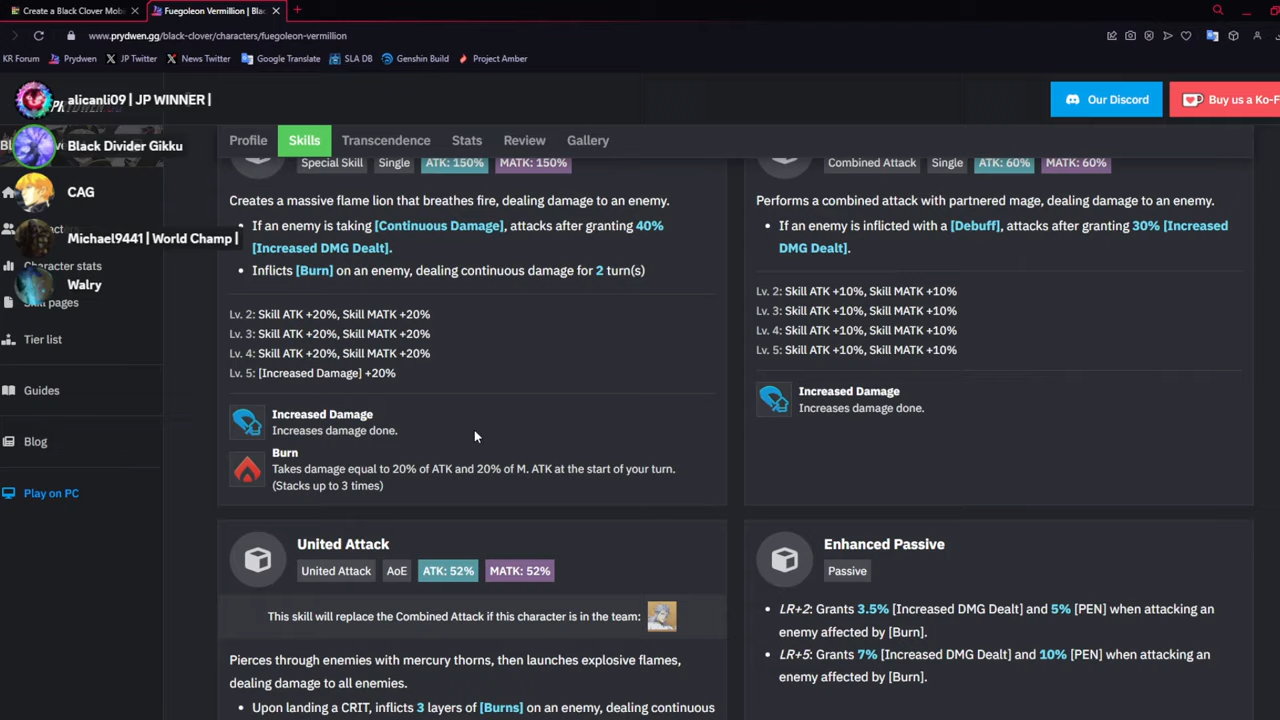 Create a Black Clover Mob
Fuegoleon Vermillion | Blac
www.prydwen.gg/black-clover/characters/fuegoleon-vermillion
KR Forum
Prydwen
JP Twitter
News Twitter
Google Translate
SLA DB
Genshin Build
Project Amber
alicanli09 | JP WINNER |
Our Discord
Buy us a Ko-F
Black Divider Gikku
Profile
Skills
Transcendence
Stats
Review
Gallery
CAG
Michael9441 | World Champ |
Character stats
Walry
Skill pages
Tier list
Guides
Blog
Play on PC
Special Skill
Single
ATK: 150%
MATK: 150%
Creates a massive flame lion that breathes fire, dealing damage to an enemy.
If an enemy is taking [Continuous Damage], attacks after granting 40%
[Increased DMG Dealt].
Inflicts [Burn] on an enemy, dealing continuous damage for 2 turn(s)
Lv. 2: Skill ATK +20%, Skill MATK +20%
Lv. 3: Skill ATK +20%, Skill MATK +20%
Lv. 4: Skill ATK +20%, Skill MATK +20%
Lv. 5: [Increased Damage] +20%
Increased Damage
Increases damage done.
Burn
Takes damage equal to 20% of ATK and 20% of M. ATK at the start of your turn.
(Stacks up to 3 times)
Combined Attack
Single
ATK: 60%
MATK: 60%
Performs a combined attack with partnered mage, dealing damage to an enemy.
If an enemy is inflicted with a [Debuff], attacks after granting 30% [Increased
DMG Dealt].
Lv. 2: Skill ATK +10%, Skill MATK +10%
Lv. 3: Skill ATK +10%, Skill MATK +10%
Lv. 4: Skill ATK +10%, Skill MATK +10%
Lv. 5: Skill ATK +10%, Skill MATK +10%
Increased Damage
Increases damage done.
United Attack
United Attack
AoE
ATK: 52%
MATK: 52%
This skill will replace the Combined Attack if this character is in the team:
Pierces through enemies with mercury thorns, then launches explosive flames,
dealing damage to all enemies.
Upon landing a CRIT, inflicts 3 layers of [Burns] on an enemy, dealing continuous
Enhanced Passive
Passive
LR+2: Grants 3.5% [Increased DMG Dealt] and 5% [PEN] when attacking an
enemy affected by [Burn].
LR+5: Grants 7% [Increased DMG Dealt] and 10% [PEN] when attacking an
enemy affected by [Burn].